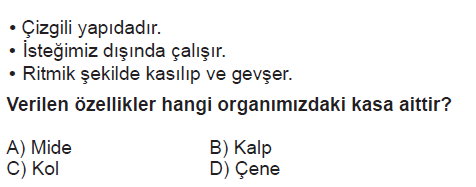 • Çizgili yapıdadır.
• İsteğimiz dışında çalışır.
• Ritmik şekilde kasılıp ve gevşer.
Verilen özellikler hangi organımızdaki kasa aittir?
A) Mide B) Kalp
C) Kol D) Çene